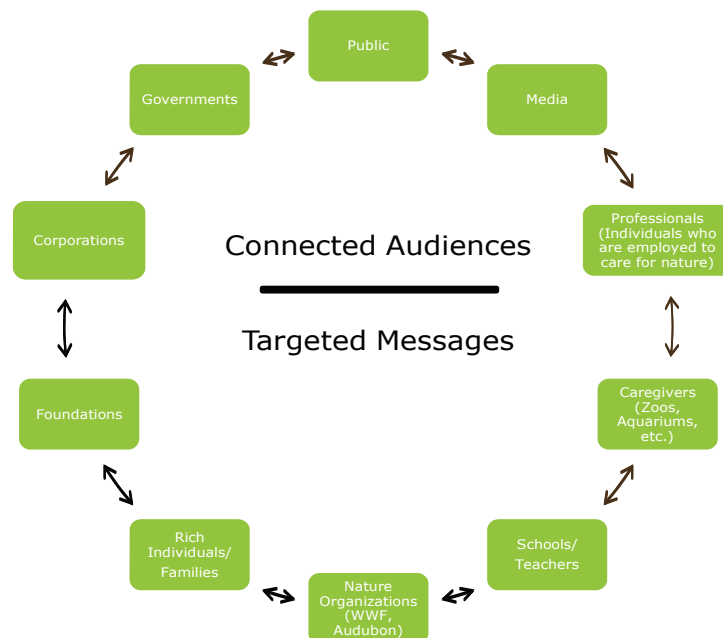 Public
Governments
Media
Professionals
(Individuals who
are employed to
care for nature)
Corporations
Connected Audiences
Targeted Messages
Foundations
Caregivers
(Zoos,
Aquariums,
etc.)
Rich
Individuals/
Families
Schools/
Teachers
Nature
Organizations
(WWF,
Audubon)